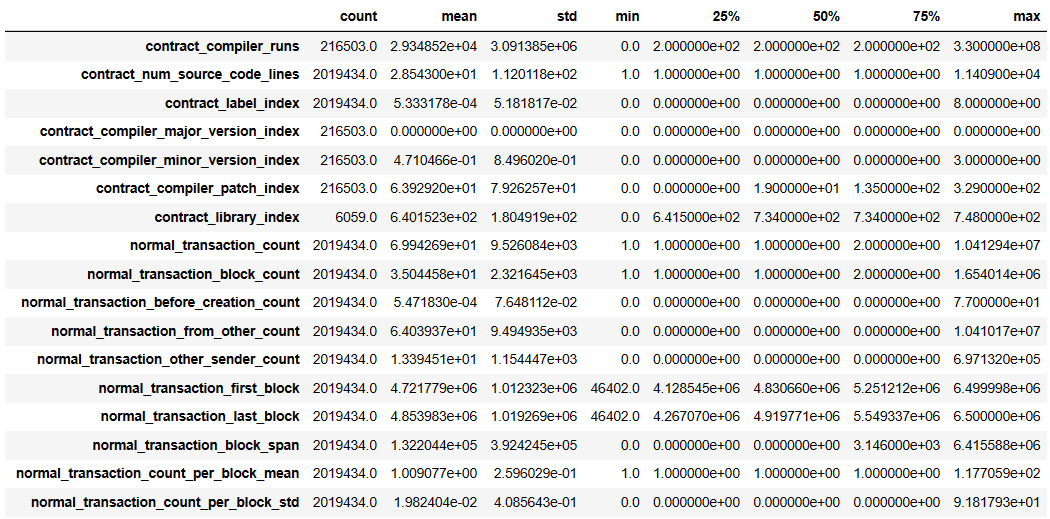 count mean std min 25% 50% 75% max
contract_compiler_runs 216503.0 2.934852e+04 3.091385e+06 0.0 2.000000e+02 2.000000e+02 2.000000e+02 3.300000e+08
contract_num_source_code_lines 2019434.0 2.854300e+01 1.120118e+02 1.0 1.000000e+00 1.000000e+00 1.000000e+00 1.140900e+04
contract_label_index 2019434.0 5.333178e-04 5.181817e-02 0.0 0.000000e+00 0.000000e+00 0.000000e+00 8.000000e+00
contract_compiler_major_version_index 216503.0 0.000000e+00 0.000000e+00 0.0 0.000000e+00 0.000000e+00 0.000000e+00 0.000000e+00
contract_compiler_minor_version_index 216503.0 4.710466e-01 8.496020e-01 0.0 0.000000e+00 0.000000e+00 0.000000e+00 3.000000e+00
contract_compiler_patch_index 216503.0 6.392920e+01 7.926257e+01 0.0 0.000000e+00 1.900000e+01 1.350000e+02 3.290000e+02
contract_library_index 6059.0 6.401523e+02 1.804919e+02 0.0 6.415000e+02 7.340000e+02 7.340000e+02 7.480000e+02
normal_transaction_count 2019434.0 6.994269e+01 9.526084e+03 1.0 1.000000e+00 1.000000e+00 2.000000e+00 1.041294e+07
normal_transaction_block_count 2019434.0 3.504458e+01 2.321645e+03 1.0 1.000000e+00 1.000000e+00 2.000000e+00 1.654014e+06
normal_transaction_before_creation_count 2019434.0 5.471830e-04 7.648112e-02 0.0 0.000000e+00 0.000000e+00 0.000000e+00 7.700000e+01
normal_transaction_from_other_count 2019434.0 6.403937e+01 9.494935e+03 0.0 0.000000e+00 0.000000e+00 0.000000e+00 1.041017e+07
normal_transaction_other_sender_count 2019434.0 1.339451e+01 1.154447e+03 0.0 0.000000e+00 0.000000e+00 0.000000e+00 6.971320e+05
normal_transaction_first_block 2019434.0 4.721779e+06 1.012323e+06 46402.0 4.128545e+06 4.830660e+06 5.251212e+06 6.499998e+06
normal_transaction_last_block 2019434.0 4.853983e+06 1.019269e+06 46402.0 4.267070e+06 4.919771e+06 5.549337e+06 6.500000e+06
normal_transaction_block_span 2019434.0 1.322044e+05 3.924245e+05 0.0 0.000000e+00 0.000000e+00 3.146000e+03 6.415588e+06
normal_transaction_count_per_block_mean 2019434.0 1.009077e+00 2.596029e-01 1.0 1.000000e+00 1.000000e+00 1.000000e+00 1.177059e+02
normal_transaction_count_per_block_std 2019434.0 1.982404e-02 4.085643e-01 0.0 0.000000e+00 0.000000e+00 0.000000e+00 9.181793e+01